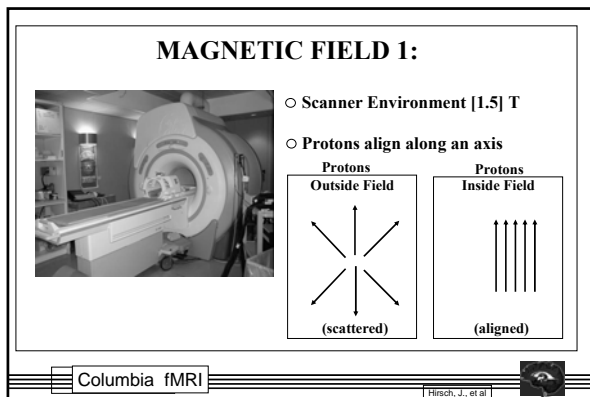 MAGNETIC FIELD 1:
○ Scanner Environment [1.5] T
○ Protons align along an axis
Protons
Outside Field
(scattered)
Protons
Inside Field
(aligned)
Columbia fMRI
Hirsch, J., et al